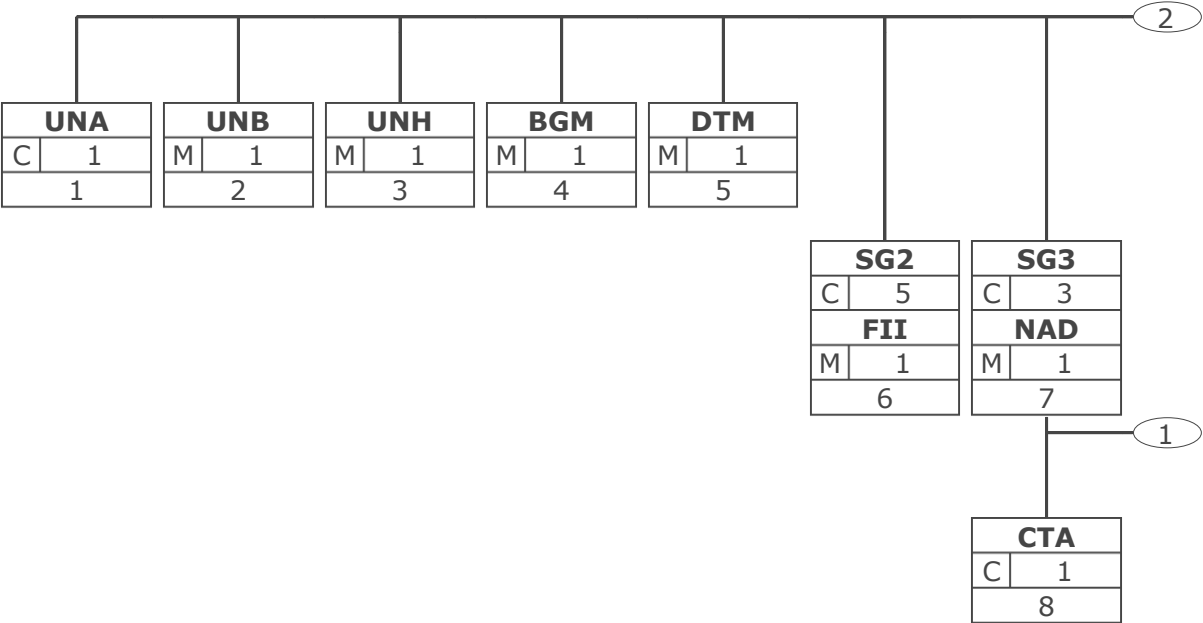 2
UNA UNB UNH BGM DTM
C 1 M 1 M 1 M 1 M 1
1 2 3 4 5
SG2 SG3
C 5 C 3
FII NAD
M 1 M 1
6 7
1
CTA
C 1
8